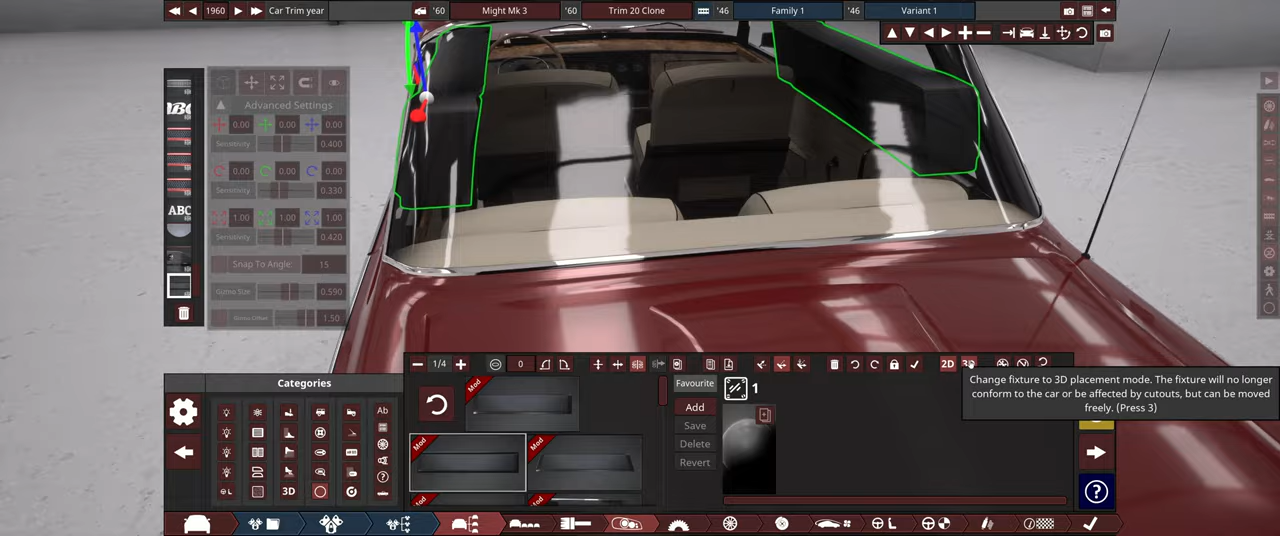 1960
Car Trim year
'60
Might Mk 3
'60
Trim 20 Clone
'46
Family 1
'46
Variant 1
Advanced Settings
0.00
0.00
0.00
Sensitivity
0.400
0.00
0.00
0.00
Sensitivity
0.330
1.00
1.00
1.00
Sensitivity
0.420
Snap To Angle:
15
Gizmo Size
0.590
Gizmo Offset
1.50
ABC
1/4
0
2D
3D
Change fixture to 3D placement mode. The fixture will no longer
conform to the car or be affected by cutouts, but can be moved
freely. (Press 3)
Categories
Ab
L
3D
Mod
Mod
Mod
Mod
Favourite
1
Add
Save
Delete
Revert